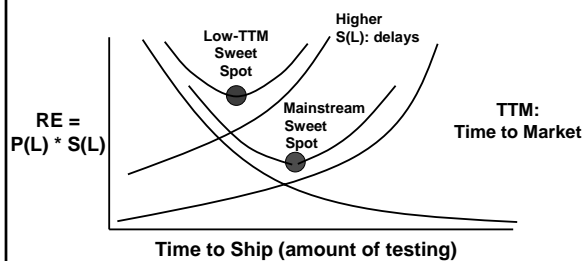 Higher
S(L): delays
Low-TTM
Sweet
Spot
Mainstream
Sweet
Spot
RE =
P(L) * S(L)
TTM:
Time to Market
Time to Ship (amount of testing)